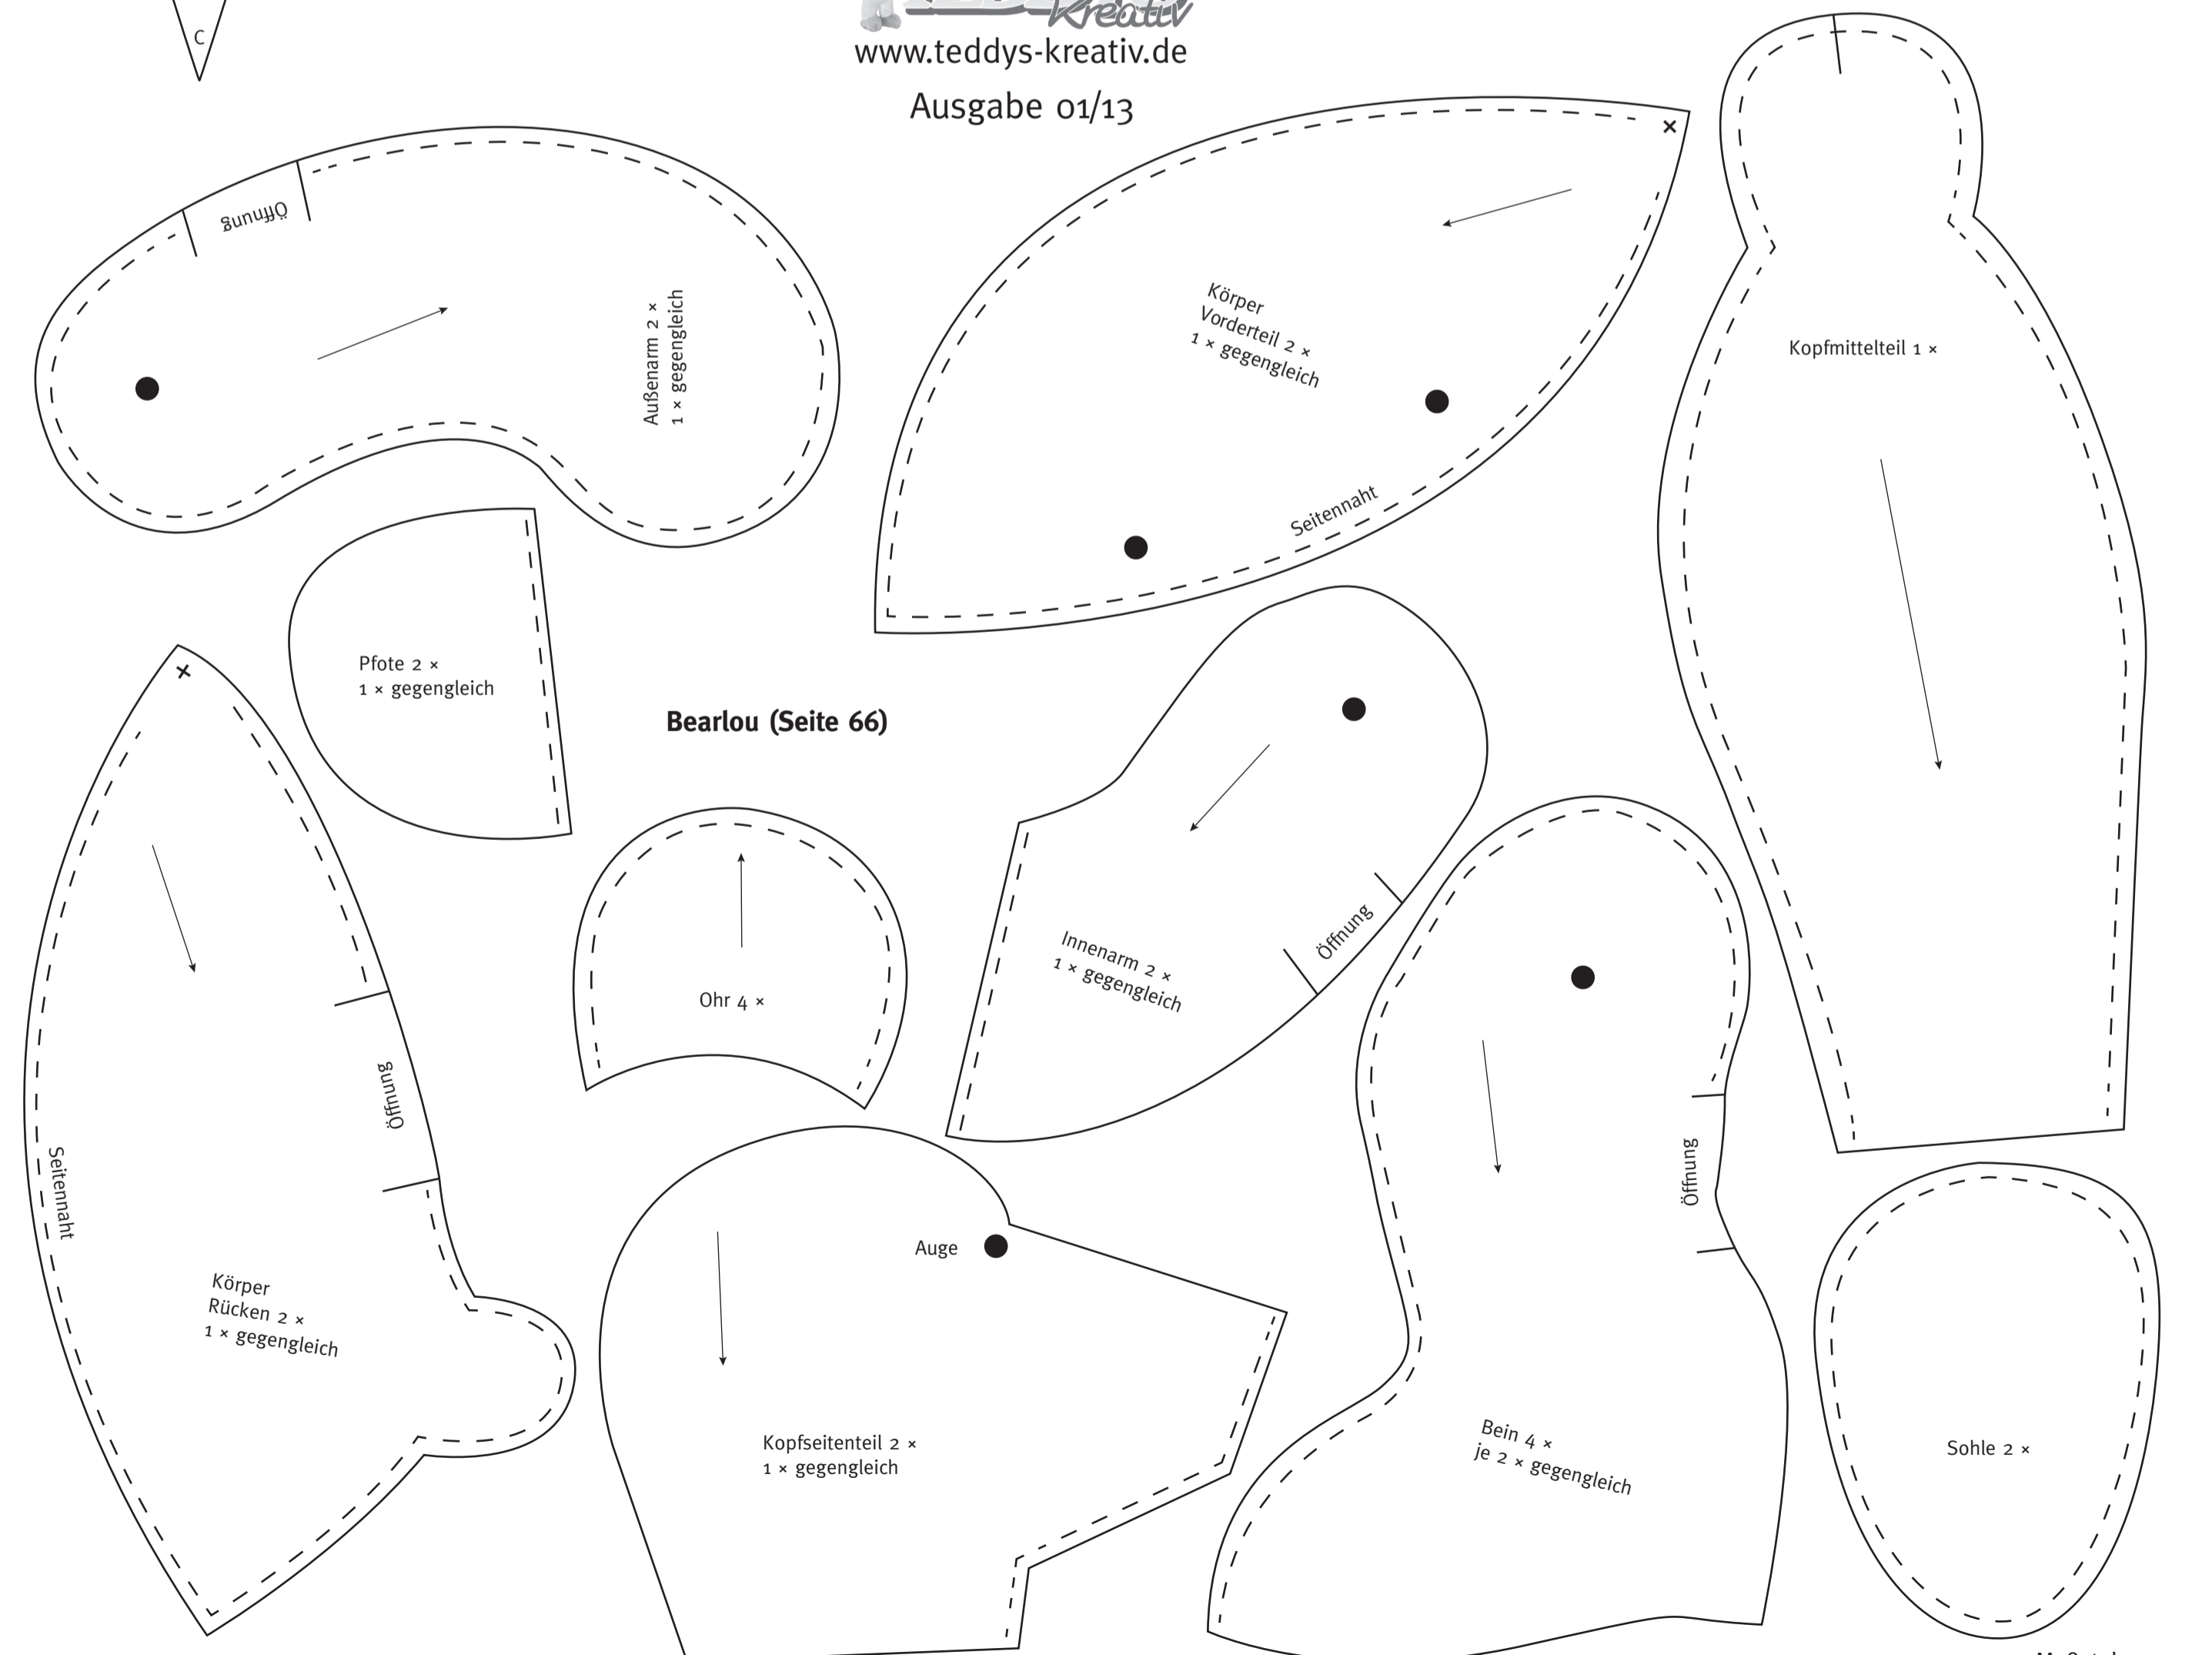 C
Kreativ
www.teddys-kreativ.de
Ausgabe 01/13
Öffnung
Außenarm 2 ×
1 × gegengleich
Körper
Vorderteil 2 ×
1 × gegengleich
Seitennaht
×
Kopfmittelteil 1 ×
Pfote 2 ×
1 × gegengleich
Bearlou (Seite 66)
×
Öffnung
Seitennaht
Körper
Rücken 2 ×
1 × gegengleich
Ohr 4 ×
Innenarm 2 ×
1 × gegengleich
Öffnung
Auge
Kopfseitenteil 2 ×
1 × gegengleich
Öffnung
Bein 4 ×
je 2 × gegengleich
Sohle 2 ×